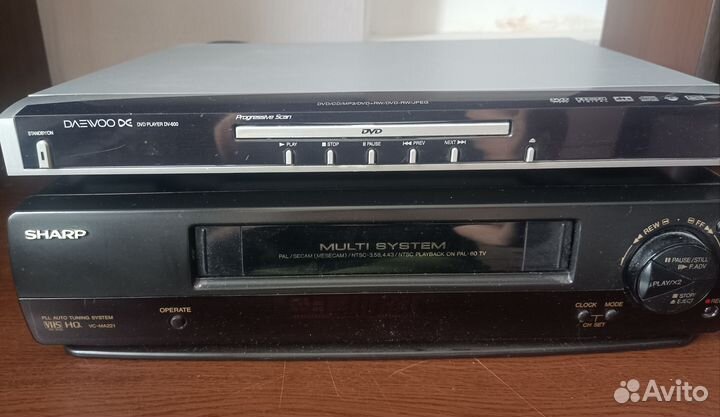 DVD/CD/MP3/DVD+RW/DVD-RW/JPEG
DAEWOO DE DVD PLAYER DV-600
Progressive Scan
STANDBY/ON
DVD
PLAY STOP PAUSE PREV NEXT
SHARP
MULTI SYSTEM
PAL/SECAM (MESECAM)/NTSC-3.58,4.43/NTSC PLAYBACK ON PAL-60 TV
REW FF
PAUSE/STILL
P.ADV
PLAY/X2
STOP/
EJECT
PLL AUTO TUNING SYSTEM
VHS HQ VC-MA221
OPERATE
CLOCK MODE
CH SET
Avito